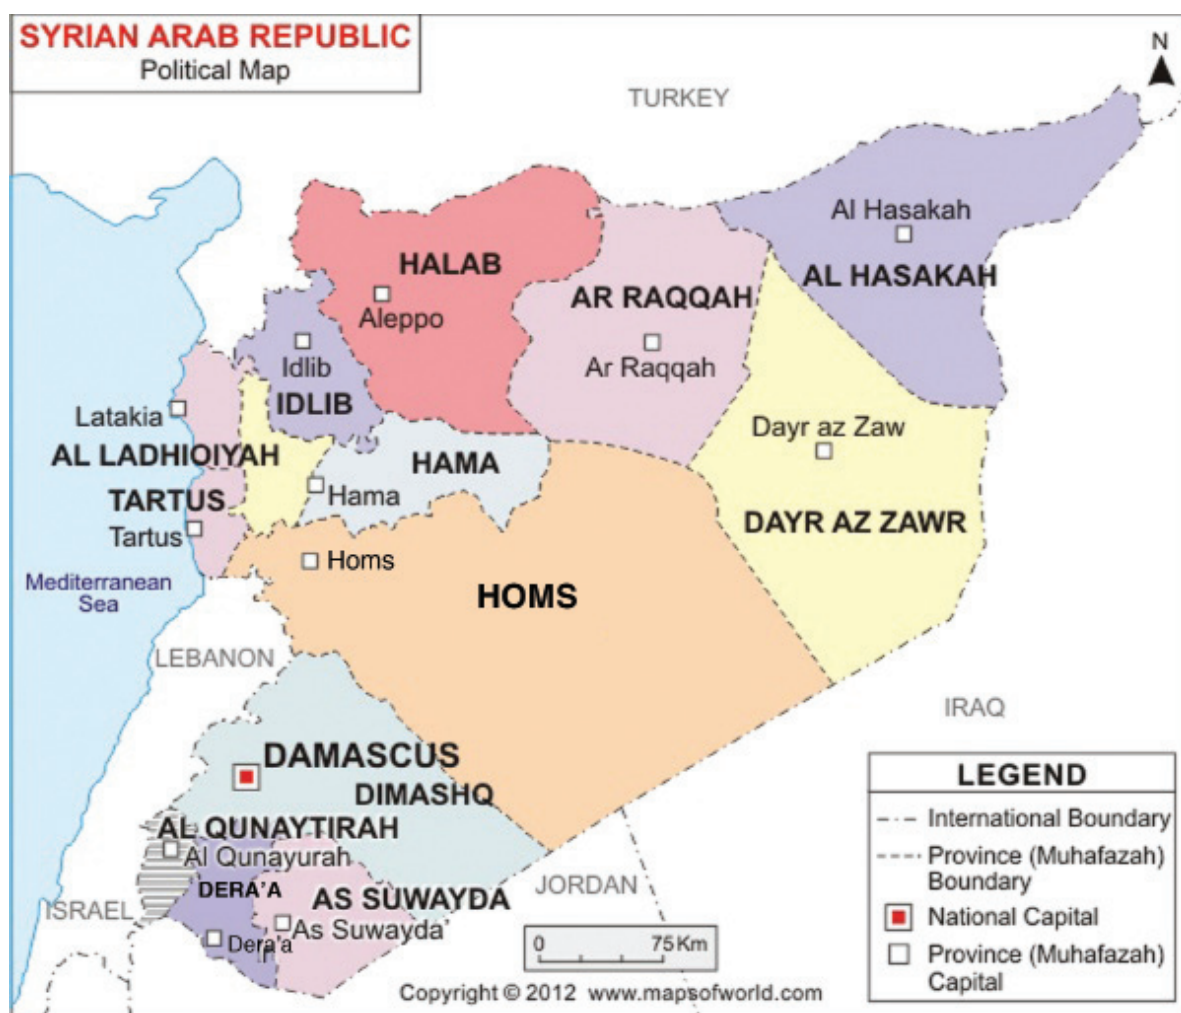 SYRIAN ARAB REPUBLIC
Political Map
N
TURKEY
Al Hasakah
AL HASAKAH
HALAB
Aleppo
AR RAQQAH
Ar Raqqah
Idlib
IDLIB
Latakia
AL LADHIOIYAH
Dayr az Zaw
DAYR AZ ZAWR
HAMA
Hama
TARTUS
Tartus
Homs
HOMS
Mediterranean
Sea
LEBANON
IRAQ
DAMASCUS
DIMASHQ
AL QUNAYTIRAH
Al Qunayurah
DERA'A
Dera'a
AS SUWAYDA
As Suwayda'
ISRAEL
JORDAN
0 75 Km
LEGEND
International Boundary
Province (Muhafazah)
Boundary
National Capital
Province (Muhafazah)
Capital
Copyright © 2012 www.mapsofworld.com